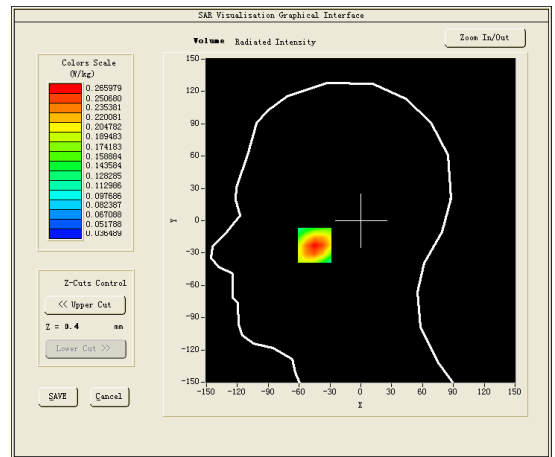 SAR Visualisation Graphical Interface
Volume Radiated Intensity
Zoom In/Out
Colors Scale
(W/kg)
0.265979
0.250680
0.235381
0.220081
0.204782
0.189483
0.174183
0.158884
0.143584
0.128285
0.112986
0.097686
0.082387
0.067088
0.051788
0.036489
Z-Cuts Control
<< Upper Cut
Z = 0.4 mm
Lower Cut >>
SAVE Cancel
150
120
90
60
30
0
-30
-60
-90
-120
-150
Y
-150 -120 -90 -60 -30 0 30 60 90 120 150
X